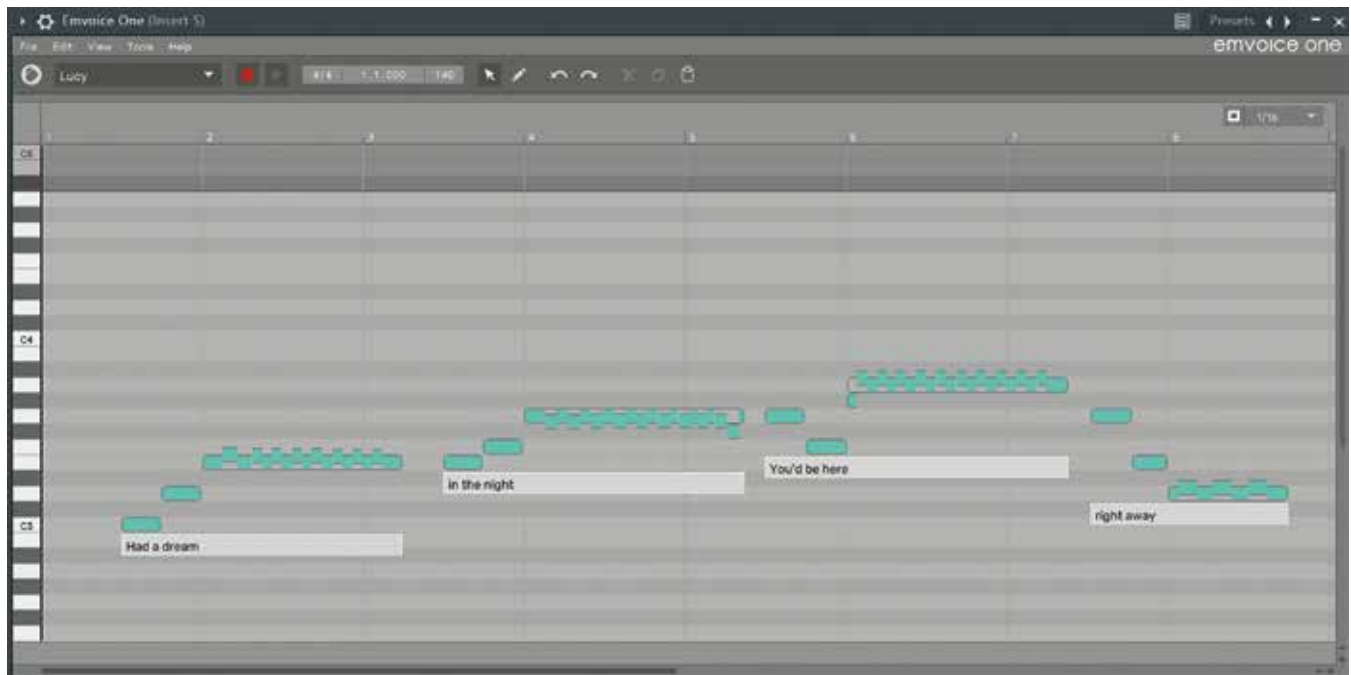 Emvoice One (Insert 5)
Presets
File Edit View Tools Help
emvoice one
Lucy
4/4 1.1.000 140
1/16
1 2 3 4 5 6 7 8
C5
C4
You'd be here
in the night
right away
C3
Had a dream